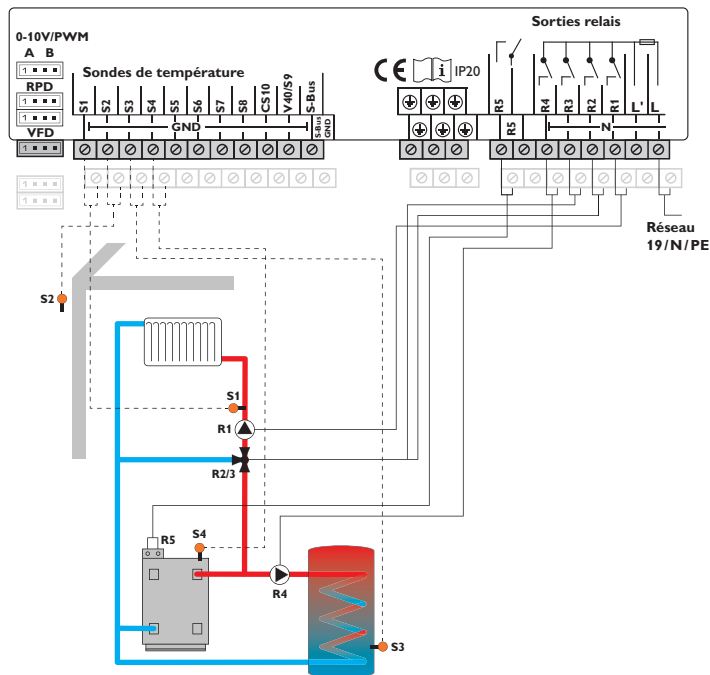 Sorties relais
0-10V/PWM
A B
RPD
VFD
Sondes de température
S1
S2
S3
S4
S5
S6
S7
S8
CS10
V40/S9
S-Bus
GND
S-Bus
GND
CE i IP20
R5
R5
R4
R3
R2
R1
L'
L
N
Réseau
19/N/PE
S2
S1
R1
R2/3
R5
S4
R4
S3